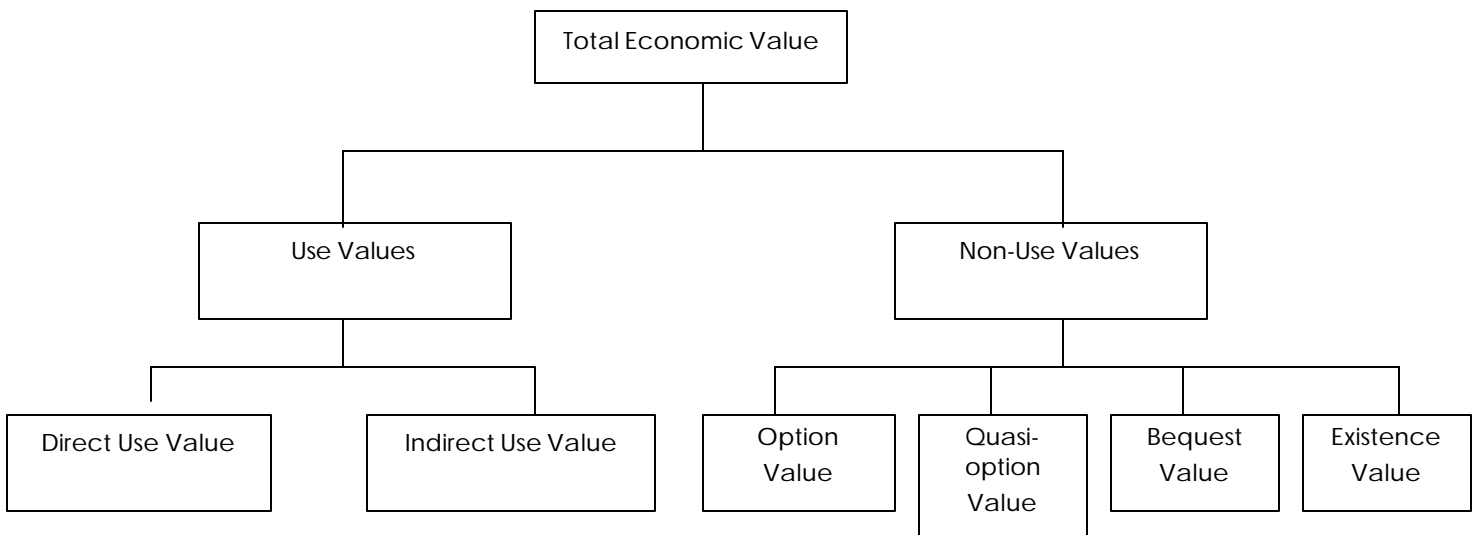 Total Economic Value
Use Values
Non-Use Values
Direct Use Value
Indirect Use Value
Option
Value
Quasi-
option
Value
Bequest
Value
Existence
Value